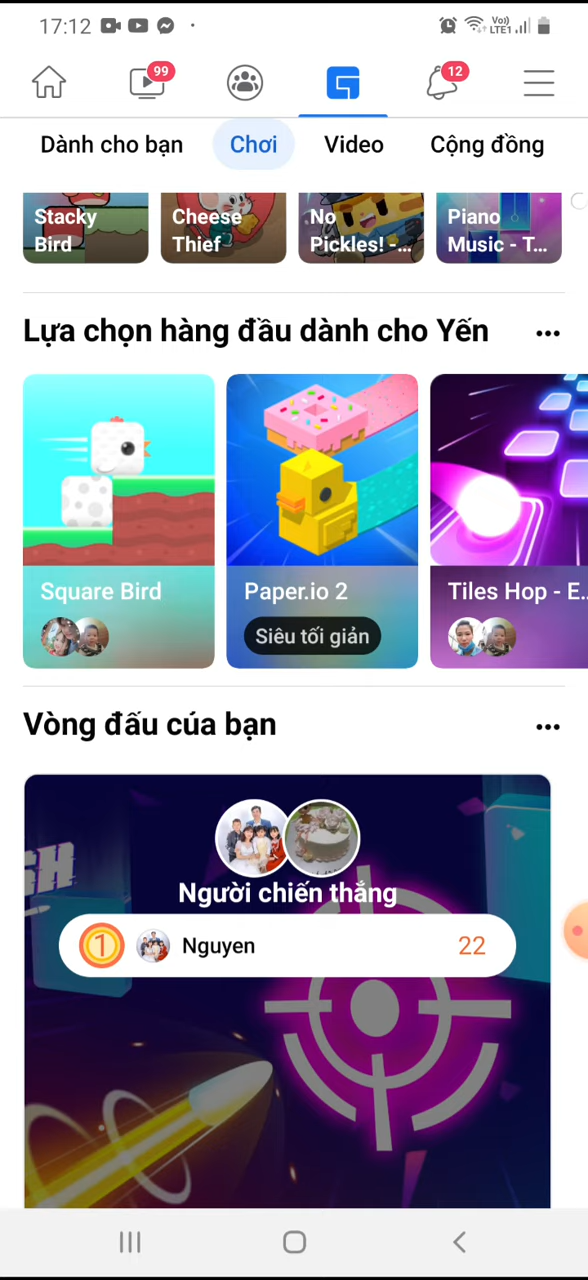 17:12
Vo))
LTE1
99
12
Dành cho bạn
Chơi
Video
Cộng đồng
Stacky
Bird
Cheese
Thief
No
Pickles! -...
Piano
Music - T...
Lựa chọn hàng đầu dành cho Yến
Square Bird
Paper.io 2
Siêu tối giản
Tiles Hop - E...
Vòng đấu của bạn
Người chiến thắng
1
Nguyen
22